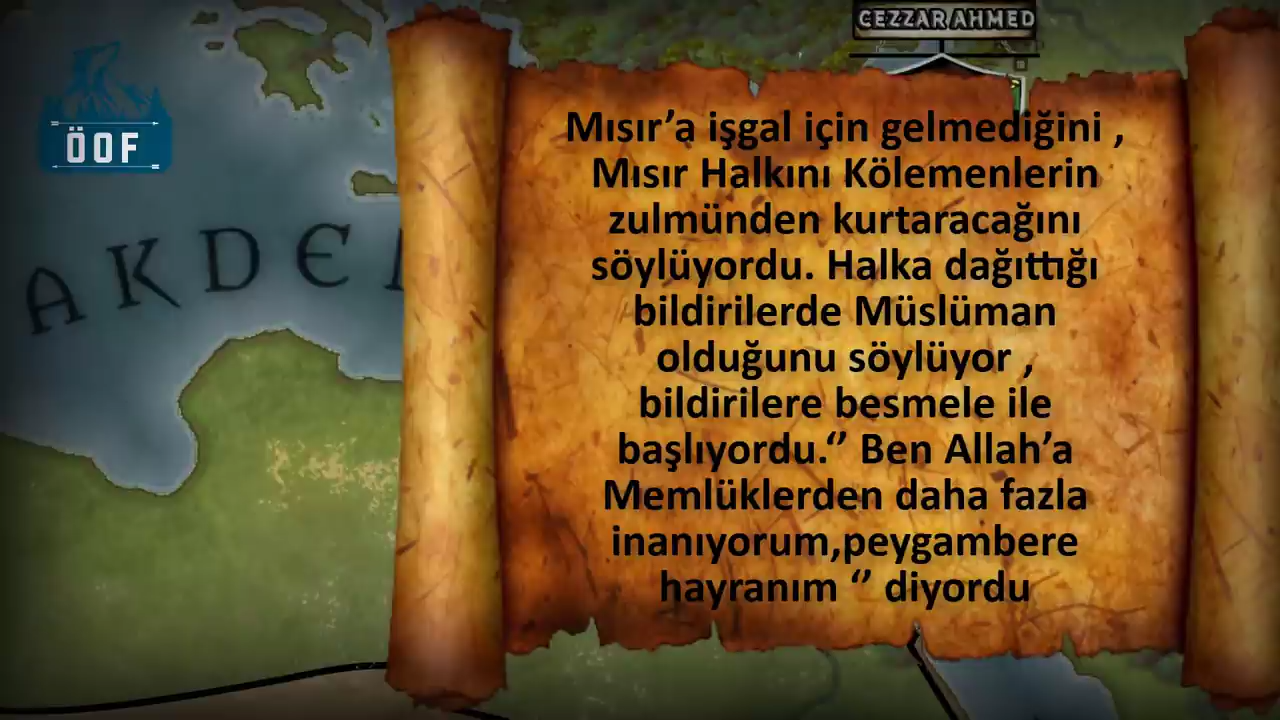 CEZZAR AHMED
ÖOF
AKDE
Mısır’a işgal için gelmediğini ,
Mısır Halkını Kölemenlerin
zulmünden kurtaracağını
söylüyordu. Halka dağıttığı
bildirilerde Müslüman
olduğunu söylüyor ,
bildirilere besmele ile
başlıyordu.‘’ Ben Allah’a
Memlüklerden daha fazla
inanıyorum,peygambere
hayranım ‘’ diyordu